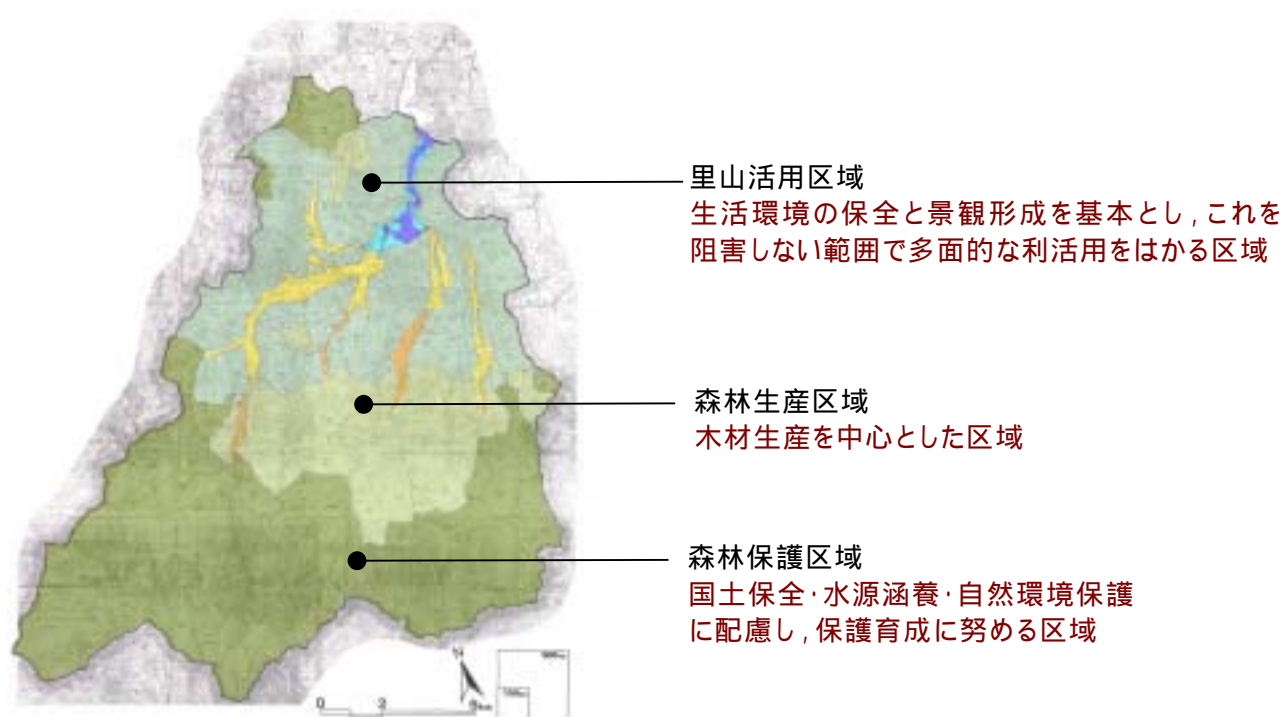 里山活用区域
生活環境の保全と景観形成を基本とし,これを
阻害しない範囲で多面的な利活用をはかる区域
森林生産区域
木材生産を中心とした区域
森林保護区域
国土保全・水源涵養・自然環境保護
に配慮し,保護育成に努める区域
N
0 2